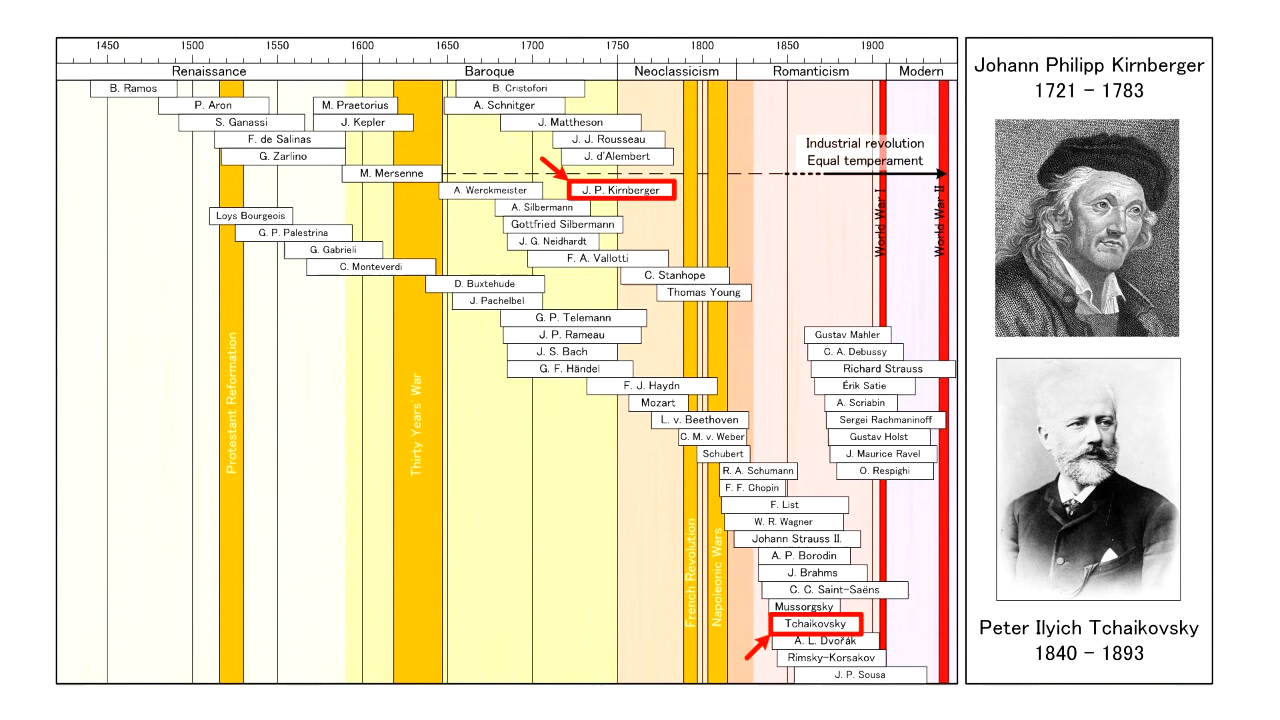 1450 1500 1550 1600 1650 1700 1750 1800 1850 1900
Renaissance Baroque Neoclassicism Romanticism Modern
B. Ramos B. Cristofori
P. Aron M. Praetorius A. Schnitger
S. Ganassi J. Kepler J. Mattheson
F. de Salinas J. J. Rousseau
G. Zarlino J. d'Alembert
Industrial revolution
Equal temperament
M. Mersenne
A. Werckmeister J. P. Kirnberger
A. Silbermann
Loys Bourgeois Gottfried Silbermann
G. P. Palestrina J. G. Neidhardt
G. Gabrieli F. A. Vallotti
C. Monteverdi C. Stanhope
D. Buxtehude Thomas Young
J. Pachelbel
G. P. Telemann
J. P. Rameau Gustav Mahler
J. S. Bach C. A. Debussy
G. F. Händel Richard Strauss
F. J. Haydn Érik Satie
Mozart A. Scriabin
L. v. Beethoven Sergei Rachmaninoff
C. M. v. Weber Gustav Holst
Schubert J. Maurice Ravel
R. A. Schumann O. Respighi
F. F. Chopin
F. List
W. R. Wagner
Johann Strauss II.
A. P. Borodin
J. Brahms
C. C. Saint-Saëns
Mussorgsky
Tchaikovsky
A. L. Dvořák
Rimsky-Korsakov
J. P. Sousa
Protestant Reformation
Thirty Years' War
French Revolution
Napoleonic Wars
World War I
World War II
Johann Philipp Kirnberger
1721 - 1783
Peter Ilyich Tchaikovsky
1840 - 1893